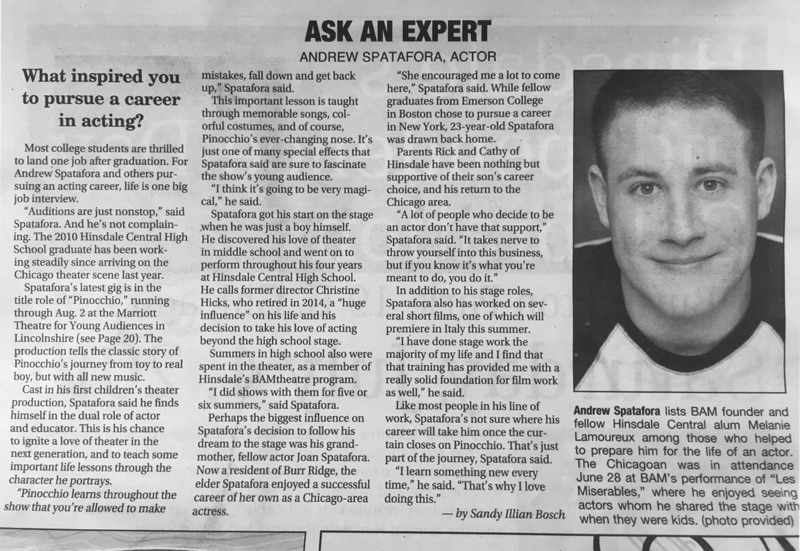 ASK AN EXPERT
ANDREW SPATAFORA, ACTOR
What inspired you
to pursue a career
in acting?
Most college students are thrilled
to land one job after graduation. For
Andrew Spatafora and others pur-
suing an acting career, life is one big
job interview.
"Auditions are just nonstop," said
Spatafora. And he's not complain-
ing. The 2010 Hinsdale Central High
School graduate has been work-
ing steadily since arriving on the
Chicago theater scene last year.
Spatafora's latest gig is in the
title role of "Pinocchio," running
through Aug. 2 at the Marriott
Theatre for Young Audiences in
Lincolnshire (see Page 20). The
production tells the classic story of
Pinocchio's journey from toy to real
boy, but with all new music.
Cast in his first children's theater
production, Spatafora said he finds
himself in the dual role of actor
and educator. This is his chance
to ignite a love of theater in the
next generation, and to teach some
important life lessons through the
character he portrays.
"Pinocchio learns throughout the
show that you're allowed to make
mistakes, fall down and get back
up," Spatafora said.
This important lesson is taught
through memorable songs, col-
orful costumes, and of course,
Pinocchio's ever-changing nose. It's
just one of many special effects that
Spatafora said are sure to fascinate
the show's young audience.
"I think it's going to be very magi-
cal," he said.
Spatafora got his start on the stage
when he was just a boy himself.
He discovered his love of theater
in middle school and went on to
perform throughout his four years
at Hinsdale Central High School.
He calls former director Christine
Hicks, who retired in 2014, a "huge
influence" on his life and his
decision to take his love of acting
beyond the high school stage.
Summers in high school also were
spent in the theater, as a member of
Hinsdale's BAMtheatre program.
"I did shows with them for five or
six summers," said Spatafora.
Perhaps the biggest influence on
Spatafora's decision to follow his
dream to the stage was his grand-
mother, fellow actor Joan Spatafora.
Now a resident of Burr Ridge, the
elder Spatafora enjoyed a successful
career of her own as a Chicago-area
actress.
"She encouraged me a lot to come
here," Spatafora said. While fellow
graduates from Emerson College
in Boston chose to pursue a career
in New York, 23-year-old Spatafora
was drawn back home.
Parents Rick and Cathy of
Hinsdale have been nothing but
supportive of their son's career
choice, and his return to the
Chicago area.
"A lot of people who decide to be
an actor don't have that support,"
Spatafora said. "It takes nerve to
throw yourself into this business,
but if you know it's what you're
meant to do, you do it."
In addition to his stage roles,
Spatafora also has worked on sev-
eral short films, one of which will
premiere in Italy this summer.
"I have done stage work the
majority of my life and I find that
that training has provided me with a
really solid foundation for film work
as well," he said.
Like most people in his line of
work, Spatafora's not sure where his
career will take him once the cur-
tain closes on Pinocchio. That's just
part of the journey, Spatafora said.
"I learn something new every
time," he said. "That's why I love
doing this."
— by Sandy Illian Bosch
Andrew Spatafora lists BAM founder and
fellow Hinsdale Central alum Melanie
Lamoureux among those who helped
to prepare him for the life of an actor.
The Chicagoan was in attendance
June 28 at BAM's performance of "Les
Miserables," where he enjoyed seeing
actors whom he shared the stage with
when they were kids. (photo provided)